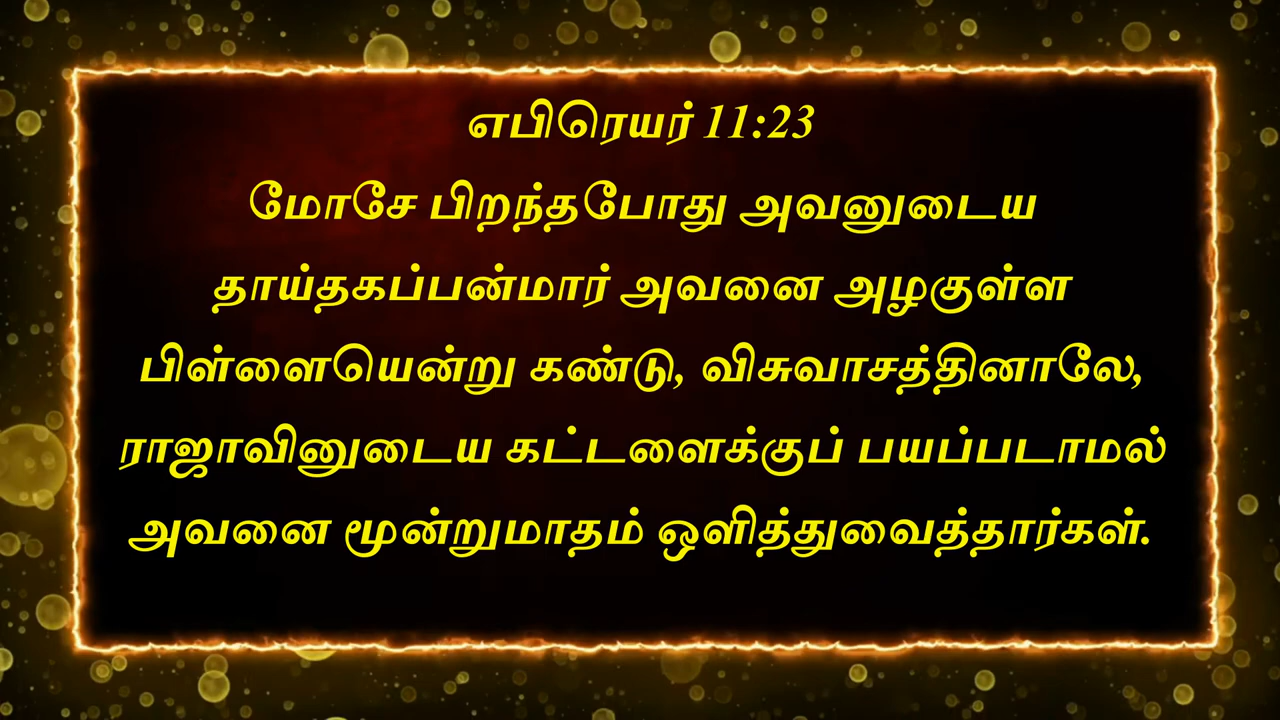 எபிரெயர் 11:23
மோசே பிறந்தபோது அவனுடைய
தாய்தகப்பன்மார் அவனை அழகுள்ள
பிள்ளையென்று கண்டு, விசுவாசத்தினாலே,
ராஜாவினுடைய கட்டளைக்குப் பயப்படாமல்
அவனை மூன்றுமாதம் ஒளித்துவைத்தார்கள்.